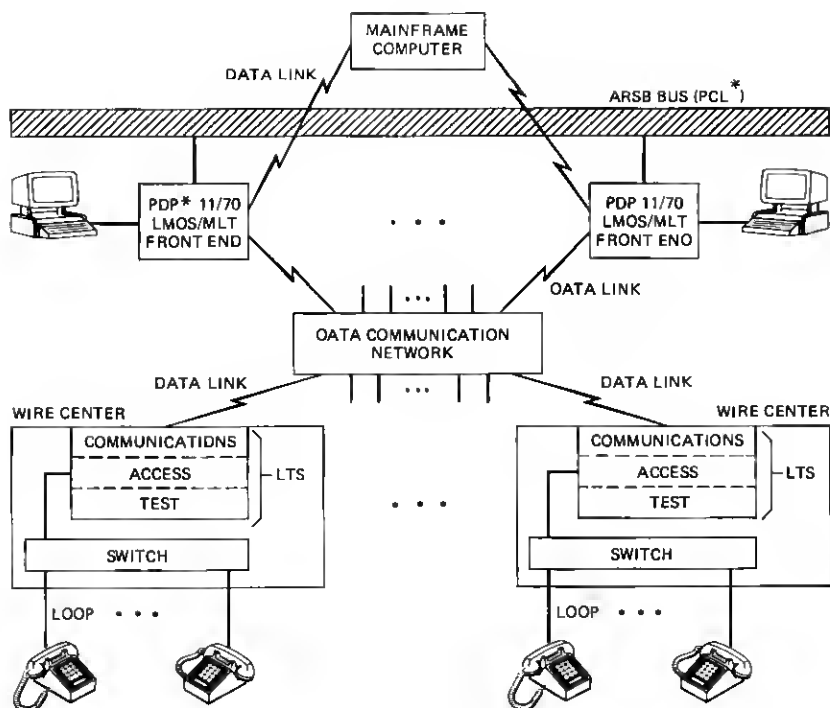 MAINFRAME
COMPUTER
DATA LINK
ARSB BUS (PCL*)
PDP* 11/70
LMOS/MLT
FRONT END
PDP 11/70
LMOS/MLT
FRONT ENO
OATA LINK
OATA COMMUNICATION
NETWORK
DATA LINK
DATA LINK
WIRE CENTER
WIRE CENTER
COMMUNICATIONS
ACCESS
TEST
LTS
COMMUNICATIONS
ACCESS
TEST
LTS
SWITCH
SWITCH
LOOP
LOOP